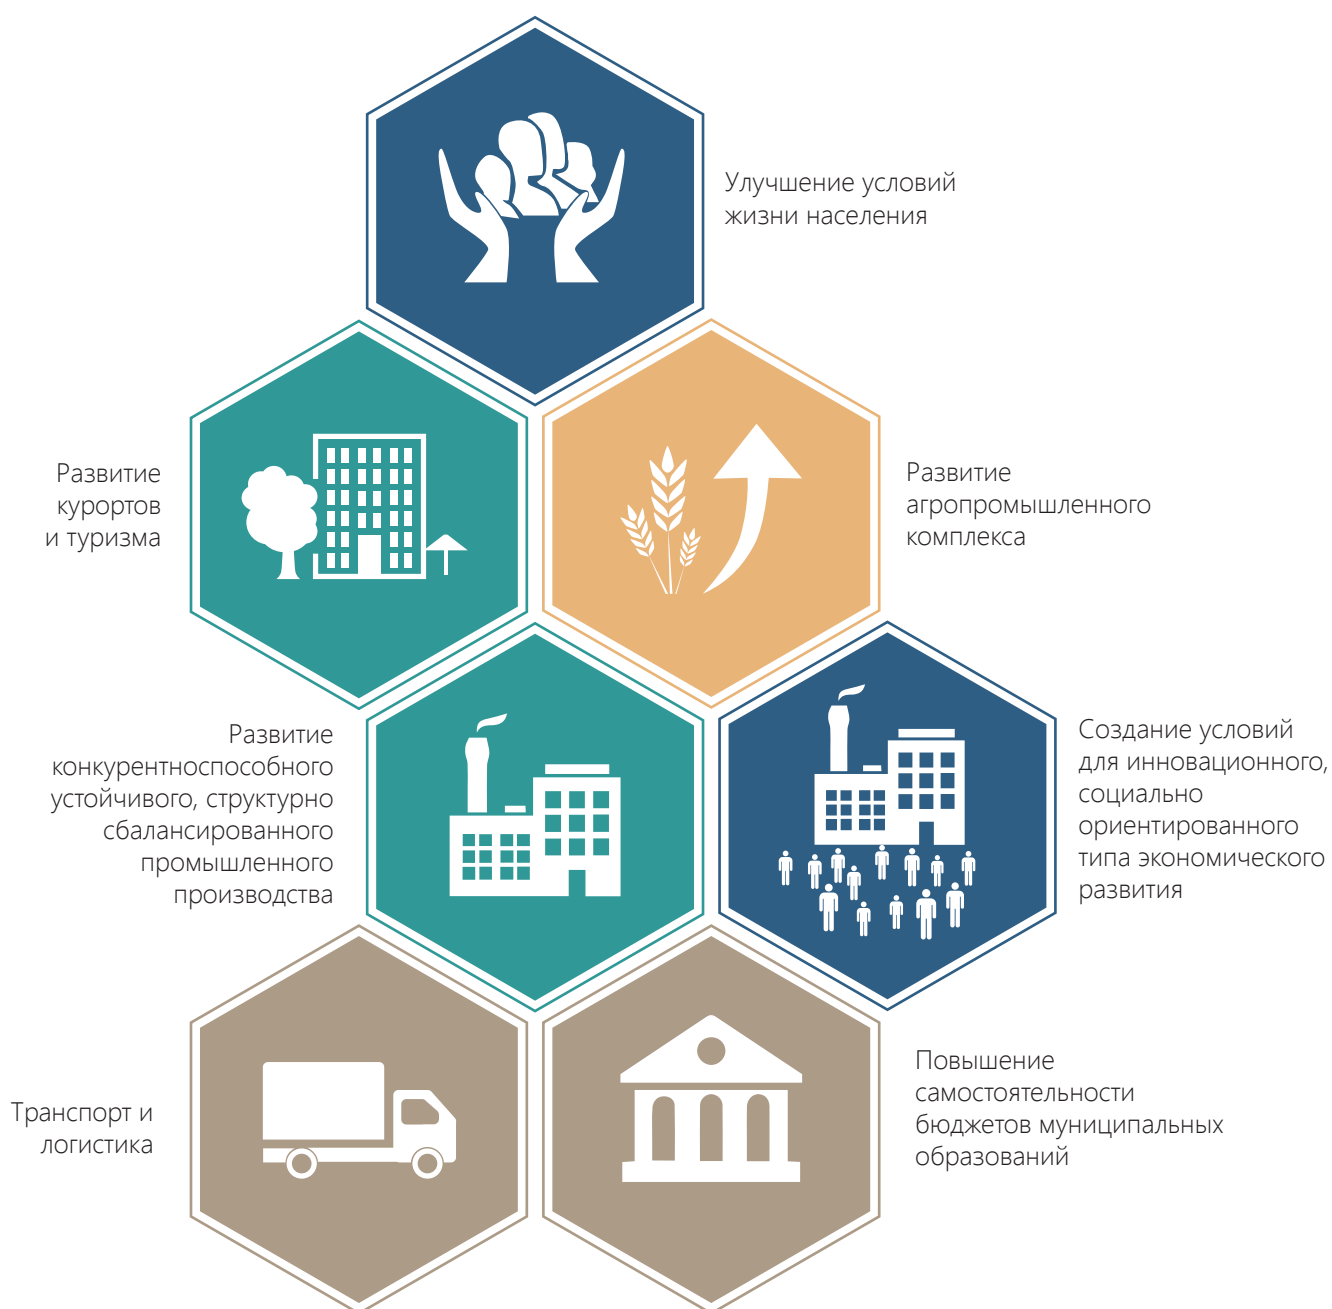 Улучшение условий
жизни населения
Развитие
курортов
и туризма
Развитие
агропромышленного
комплекса
Развитие
конкурентноспособного
устойчивого, структурно
сбалансированного
промышленного
производства
Создание условий
для инновационного,
социально
ориентированного
типа экономического
развития
Транспорт и
логистика
Повышение
самостоятельности
бюджетов муниципальных
образований